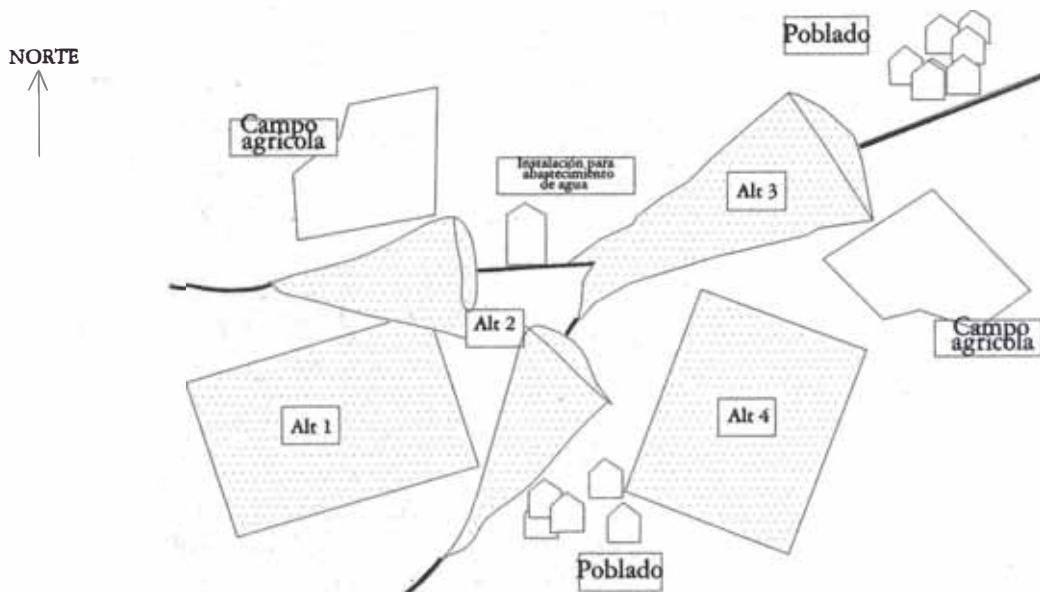 Poblado
NORTE
Campo
agrícola
Instalación para
abastecimiento
de agua
Alt 3
Alt 2
Campo
agrícola
Alt 1
Alt 4
Poblado